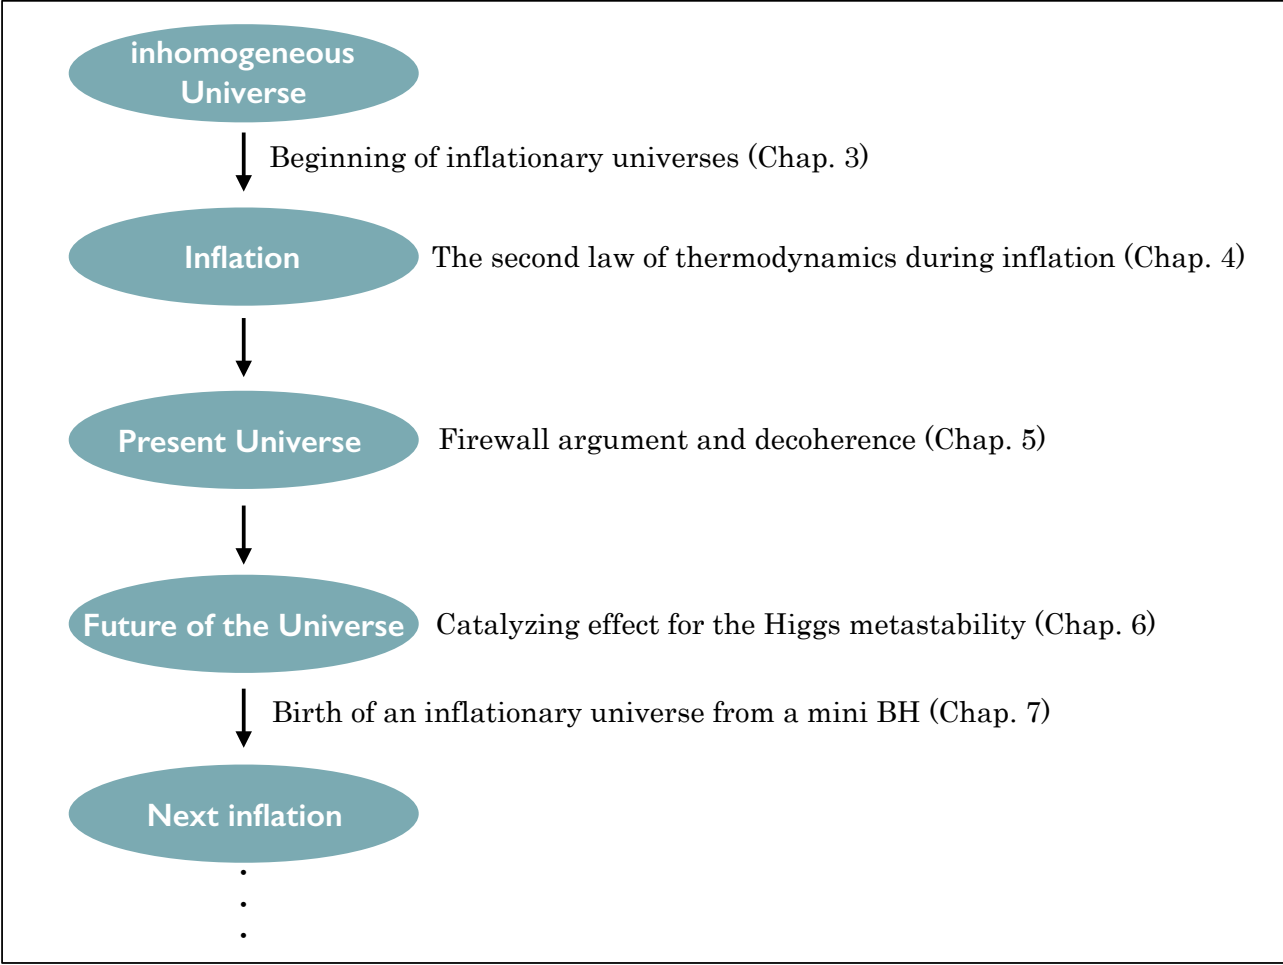 inhomogeneous
Universe
Beginning of inflationary universes (Chap. 3)
Inflation
The second law of thermodynamics during inflation (Chap. 4)
Present Universe
Firewall argument and decoherence (Chap. 5)
Future of the Universe
Catalyzing effect for the Higgs metastability (Chap. 6)
Birth of an inflationary universe from a mini BH (Chap. 7)
Next inflation
.
.
.